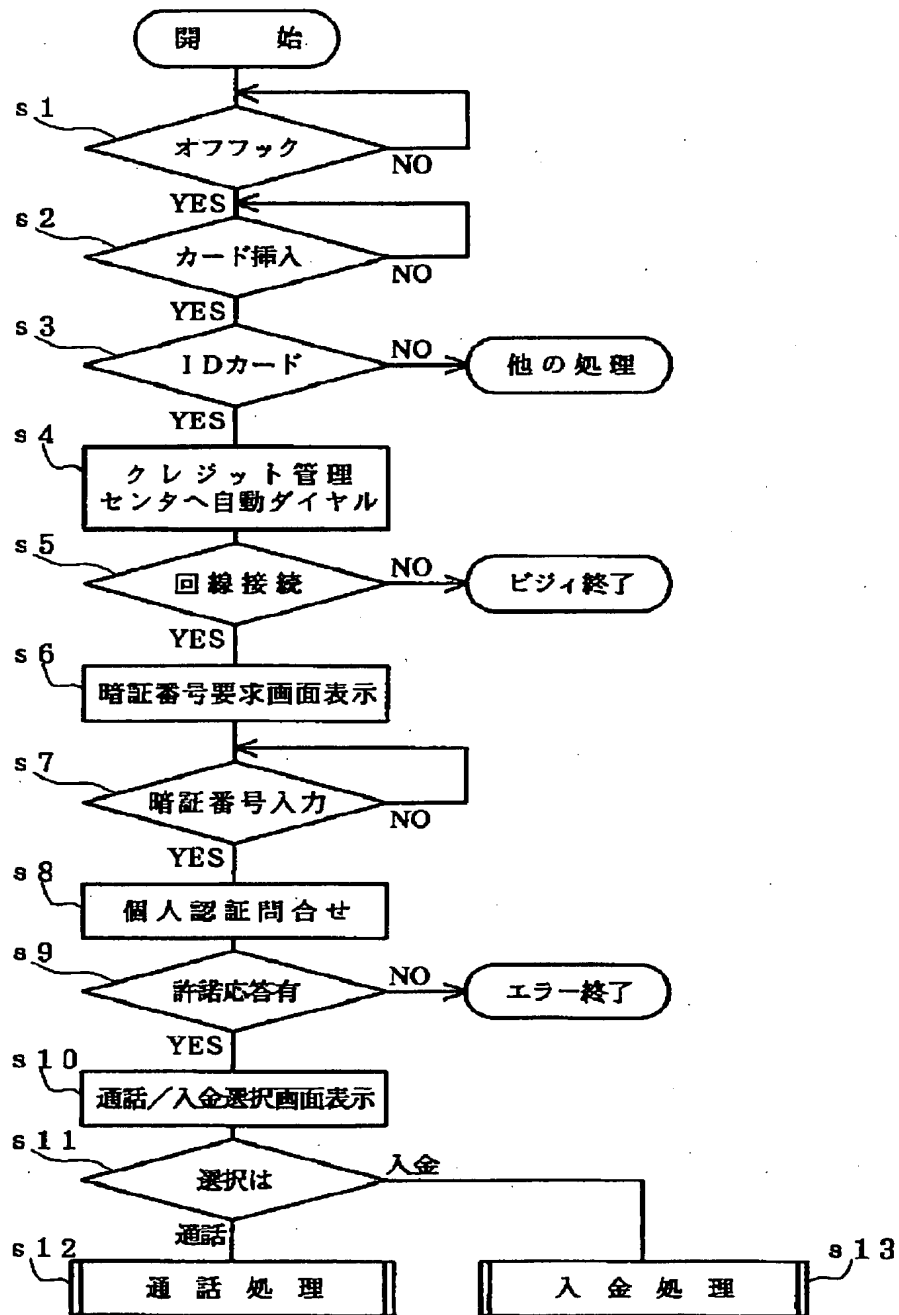 開 始
s1
オフフック
NO
YES
s2
カード挿入
NO
YES
s3
IDカード
NO
他の処理
YES
s4
クレジット管理
センタへ自動ダイヤル
s5
回線接続
NO
ビジィ終了
YES
s6
暗証番号要求画面表示
s7
暗証番号入力
NO
YES
s8
個人認証問合せ
s9
許諾応答有
NO
エラー終了
YES
s10
通話/入金選択画面表示
s11
選択は
入金
通話
s12
通話処理
入金処理
s13